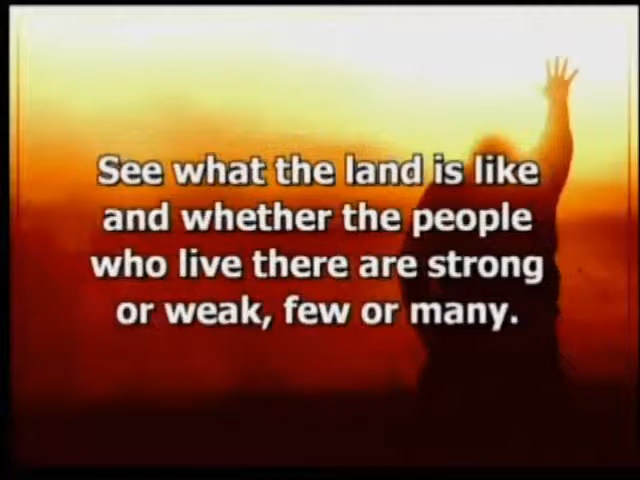 See what the land is like
and whether the people
who live there are strong
or weak, few or many.